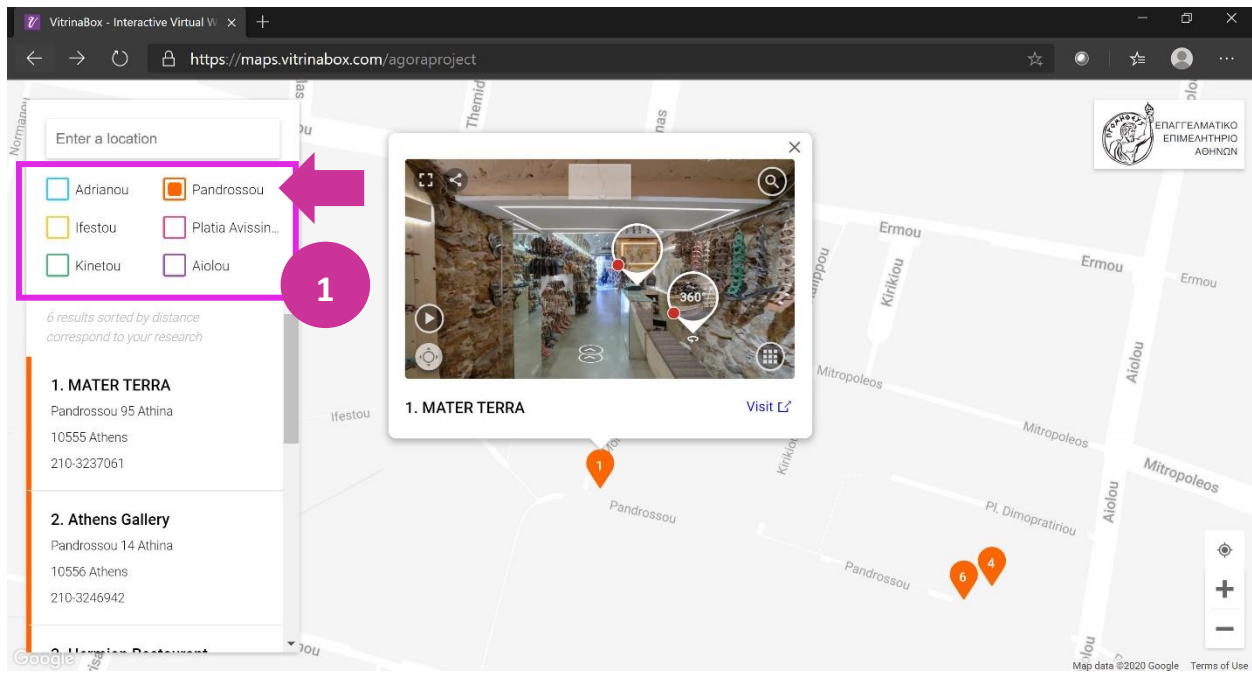 VitrinaBox - Interactive Virtual W
https://maps.vitrinabox.com/agoraproject
Enter a location
Adrianou
Pandrossou
Ifestou
Platia Avissin...
Kinetou
Aiolou
1
6 results sorted by distance
correspond to your research
1. MATER TERRA
Pandrossou 95 Athina
10555 Athens
210-3237061
2. Athens Gallery
Pandrossou 14 Athina
10556 Athens
210-3246942
Google
360°
1. MATER TERRA
Visit
ΕΠΑΓΓΕΛΜΑΤΙΚΟ
ΕΠΙΜΕΛΗΤΗΡΙΟ
ΑΘΗΝΩΝ
Normanou
Themid
nas
Ermou
Ermou
Ermou
Kirikiou
Aiolou
Mitropoleos
Mitropoleos
Mitropoleos
Ifestou
Kirikiou
1
Pandrossou
Pl. Dimopratiriou
Aiolou
Pandrossou
6
4
Map data ©2020 Google
Terms of Use